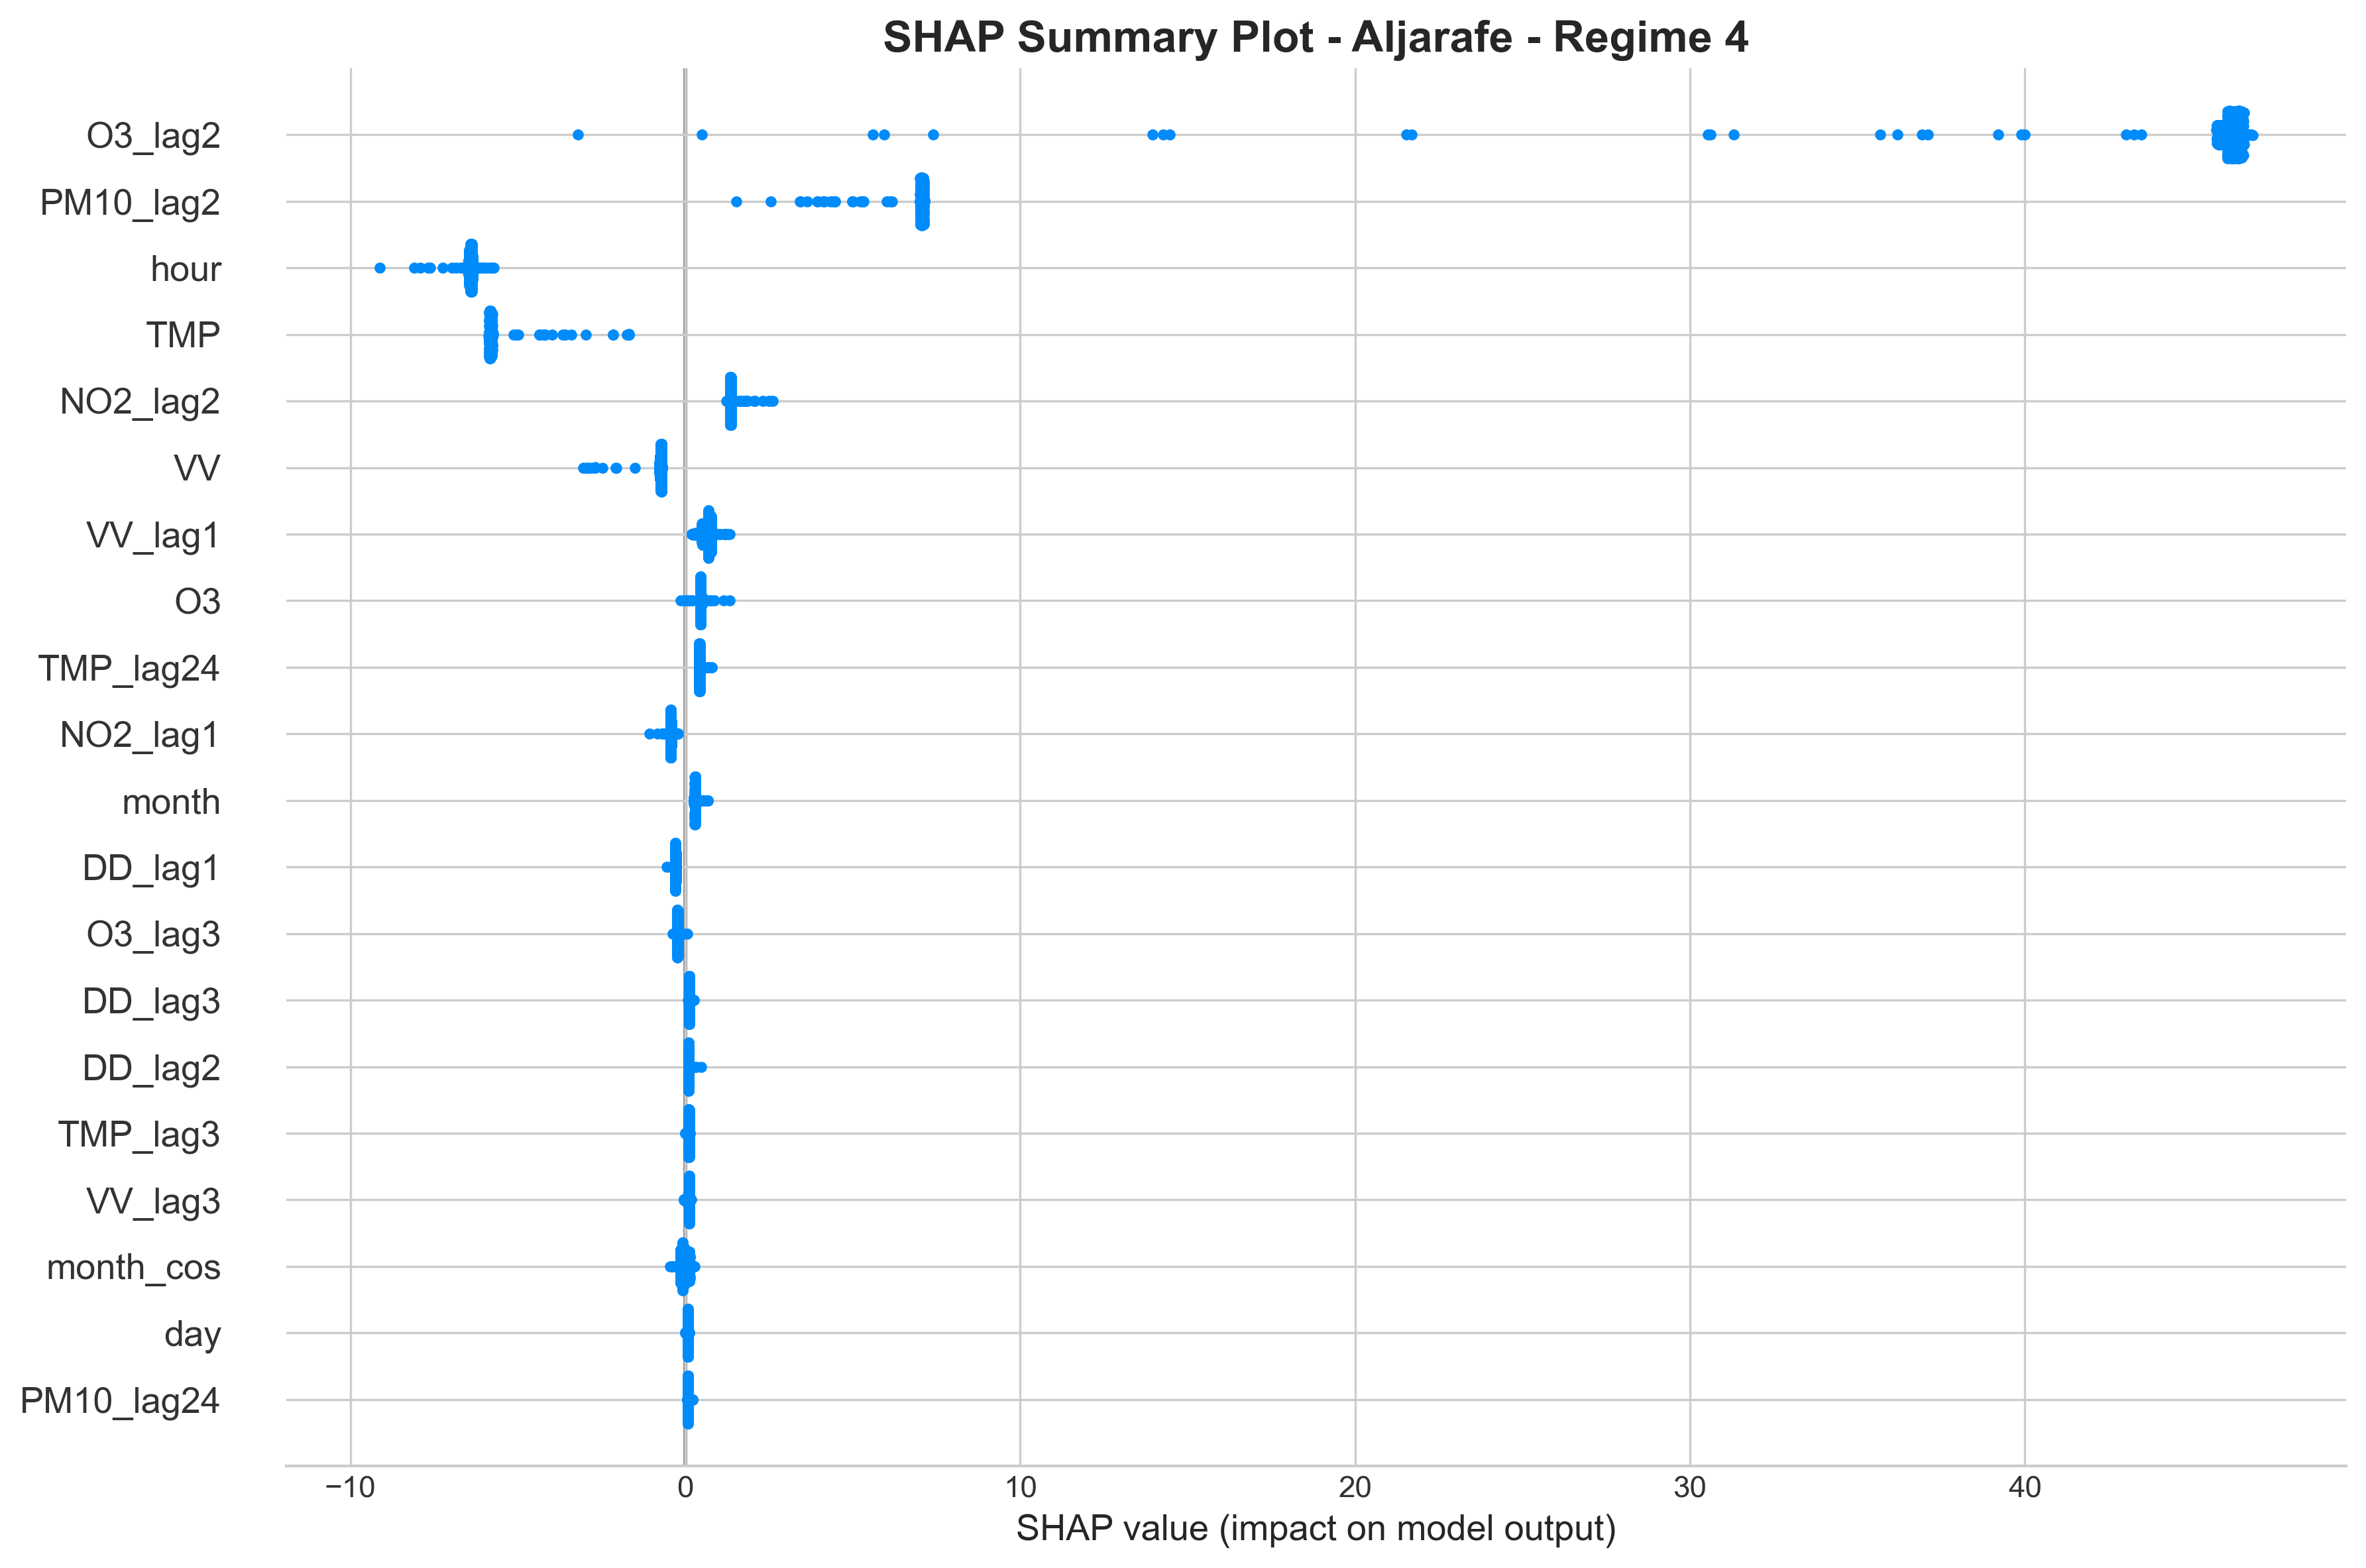 SHAP Summary Plot - Aljarafe - Regime 4
O3_lag2
PM10_lag2
hour
TMP
NO2_lag2
VV
VV_lag1
O3
TMP_lag24
NO2_lag1
month
DD_lag1
O3_lag3
DD_lag3
DD_lag2
TMP_lag3
VV_lag3
month_cos
day
PM10_lag24
−10 0 10 20 30 40
SHAP value (impact on model output)